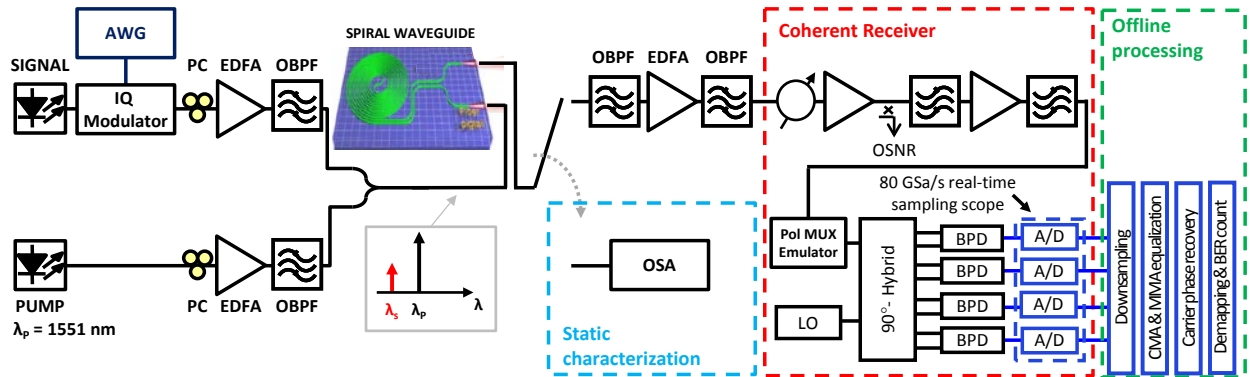 AWG
SIGNAL
IQ
Modulator
PC
EDFA
OBPF
SPIRAL WAVEGUIDE
PUMP
λP = 1551 nm
PC
EDFA
OBPF
λs
λP
λ
OBPF
EDFA
OBPF
OSA
Static
characterization
Coherent Receiver
OSNR
80 GSa/s real-time
sampling scope
Pol MUX
Emulator
LO
90°- Hybrid
BPD
A/D
BPD
A/D
BPD
A/D
BPD
A/D
Offline
processing
Downsampling
CMA & MIMA equalization
Carrier phase recovery
Demapping & BER count